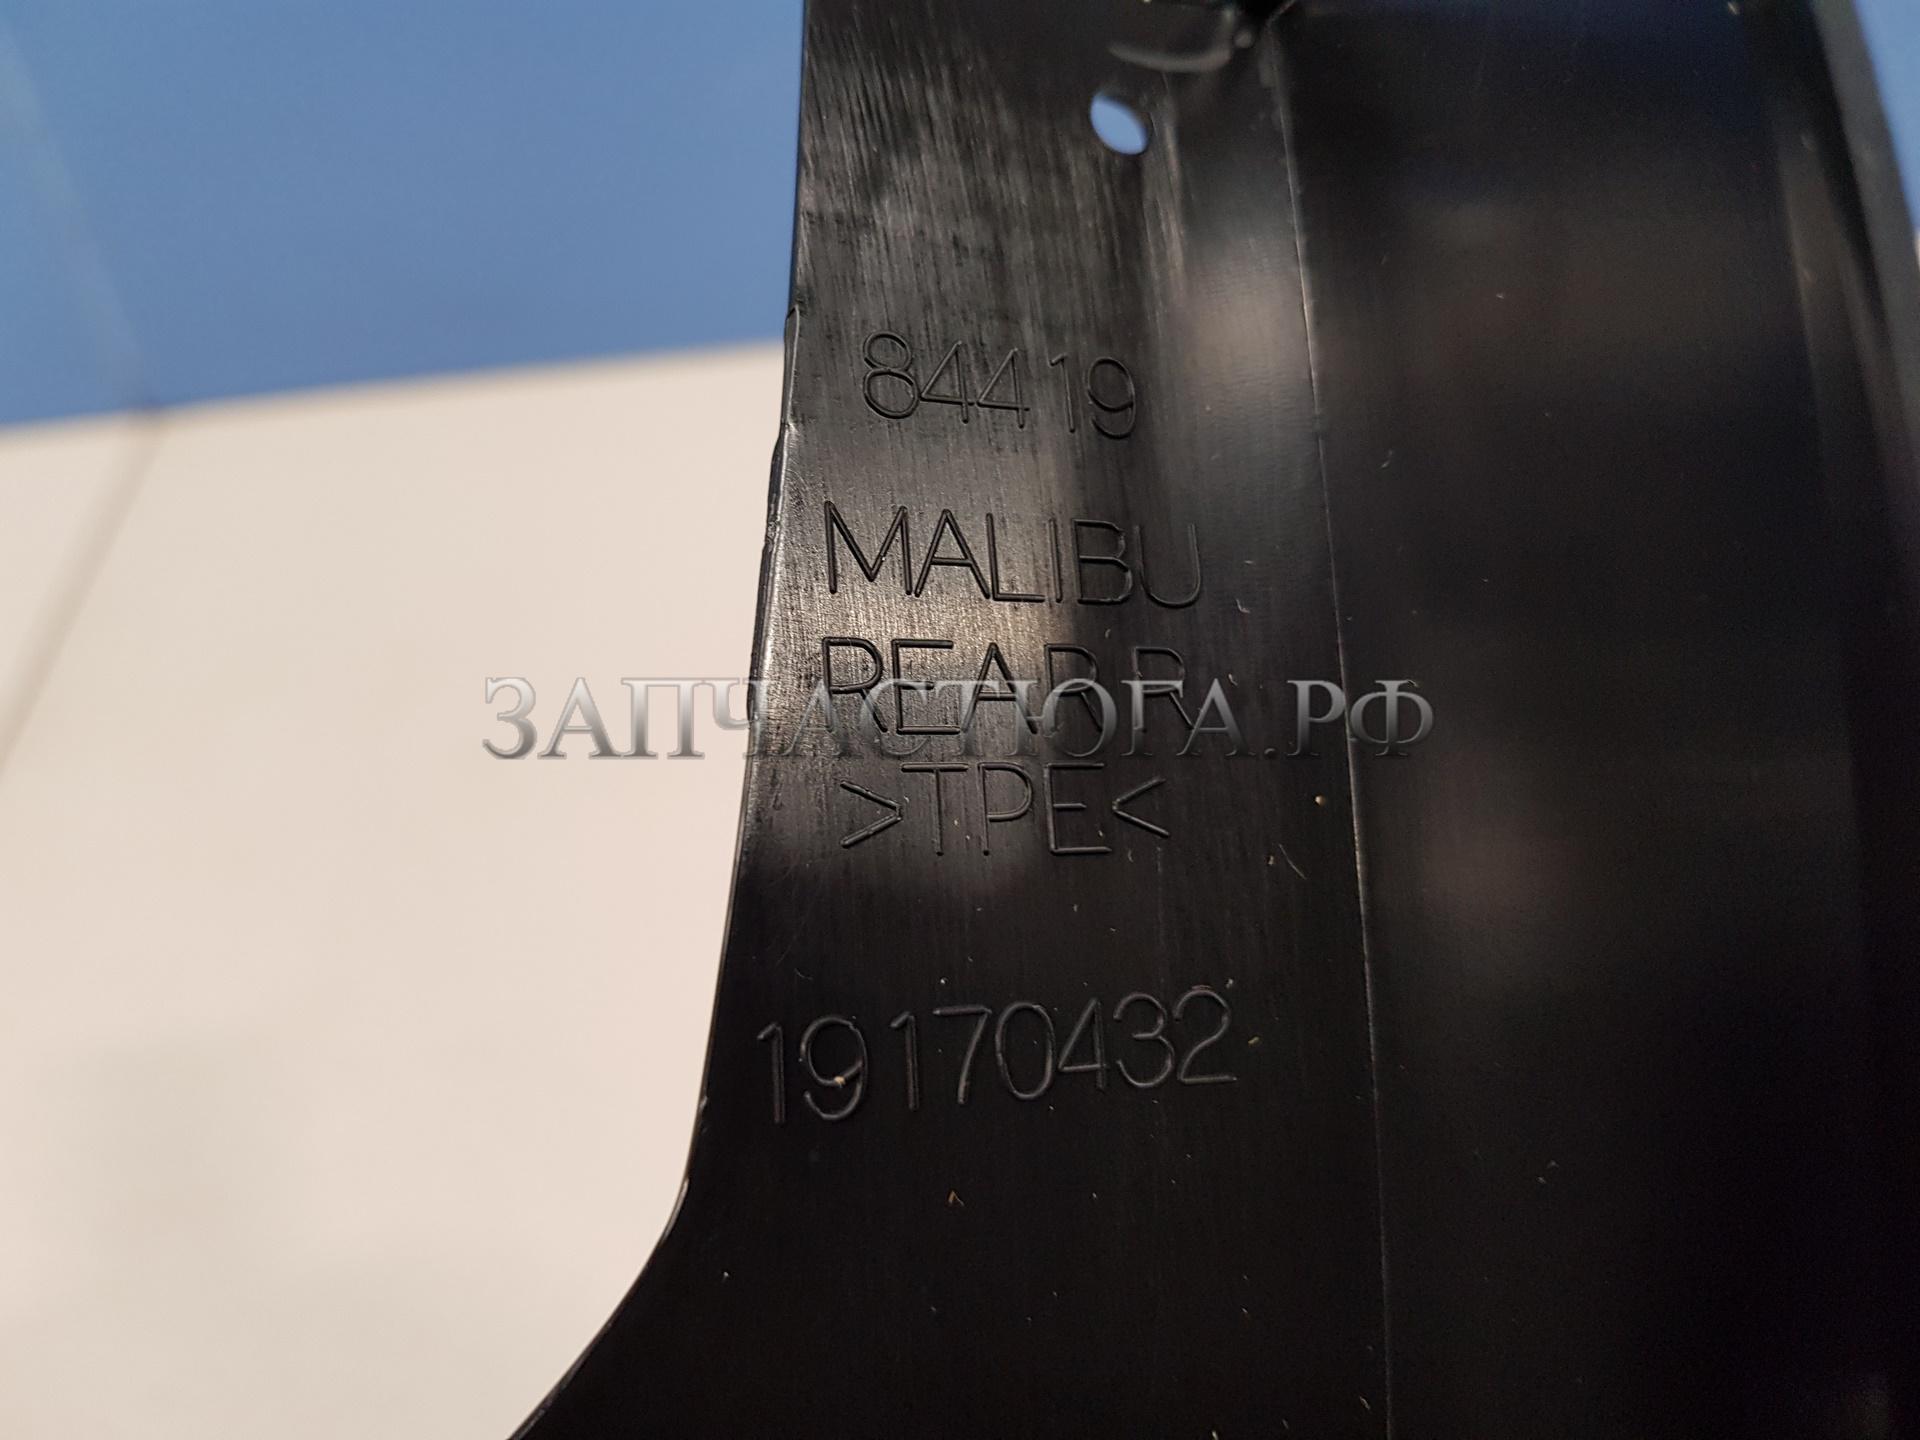 84419
MALIBU
REAR R
ЗАПЧАСТЮГА.РФ
>TPE<
19170432